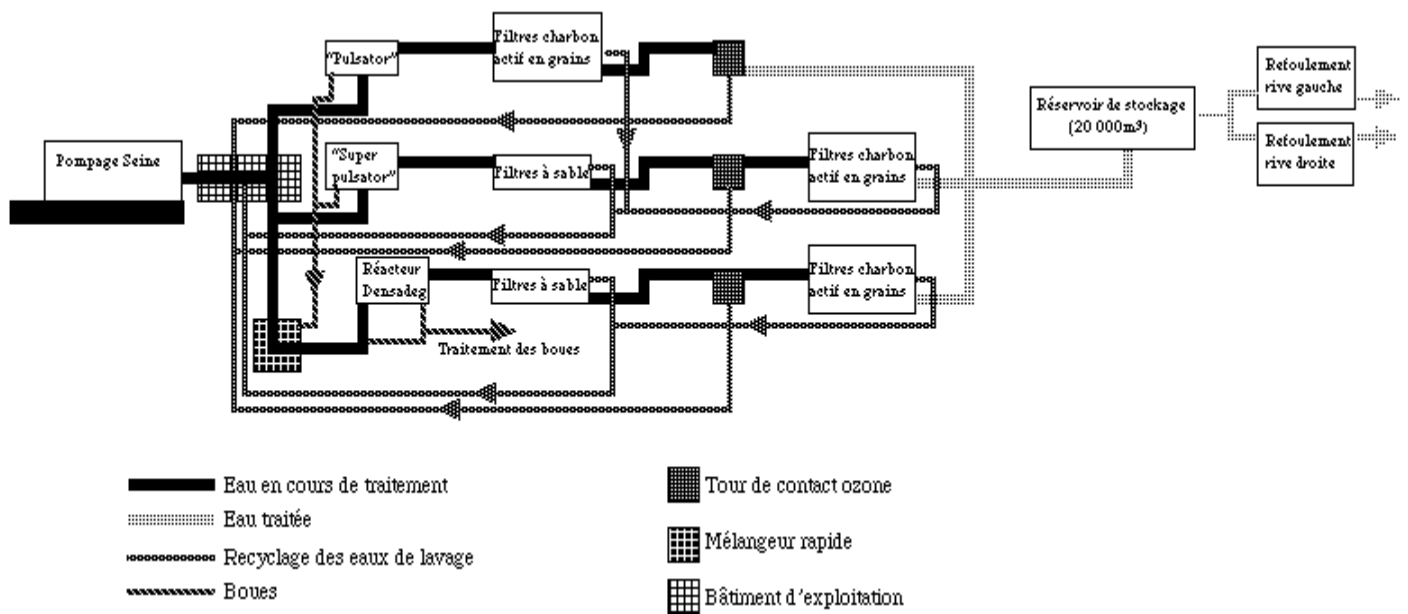 Filtres charbon
actif en grains
"Pulsator"
Refoulement
rive gauche
Réservoir de stockage
(20 000m³)
Refoulement
rive droite
Pompage Seine
"Super
pulsator"
Filtres à sable
Filtres charbon
actif en grains
Réacteur
Densadeg
Filtres à sable
Filtres charbon
actif en grains
Traitement des boues
Eau en cours de traitement
Eau traitée
Recyclage des eaux de lavage
Boues
Tour de contact ozone
Mélangeur rapide
Bâtiment d'exploitation